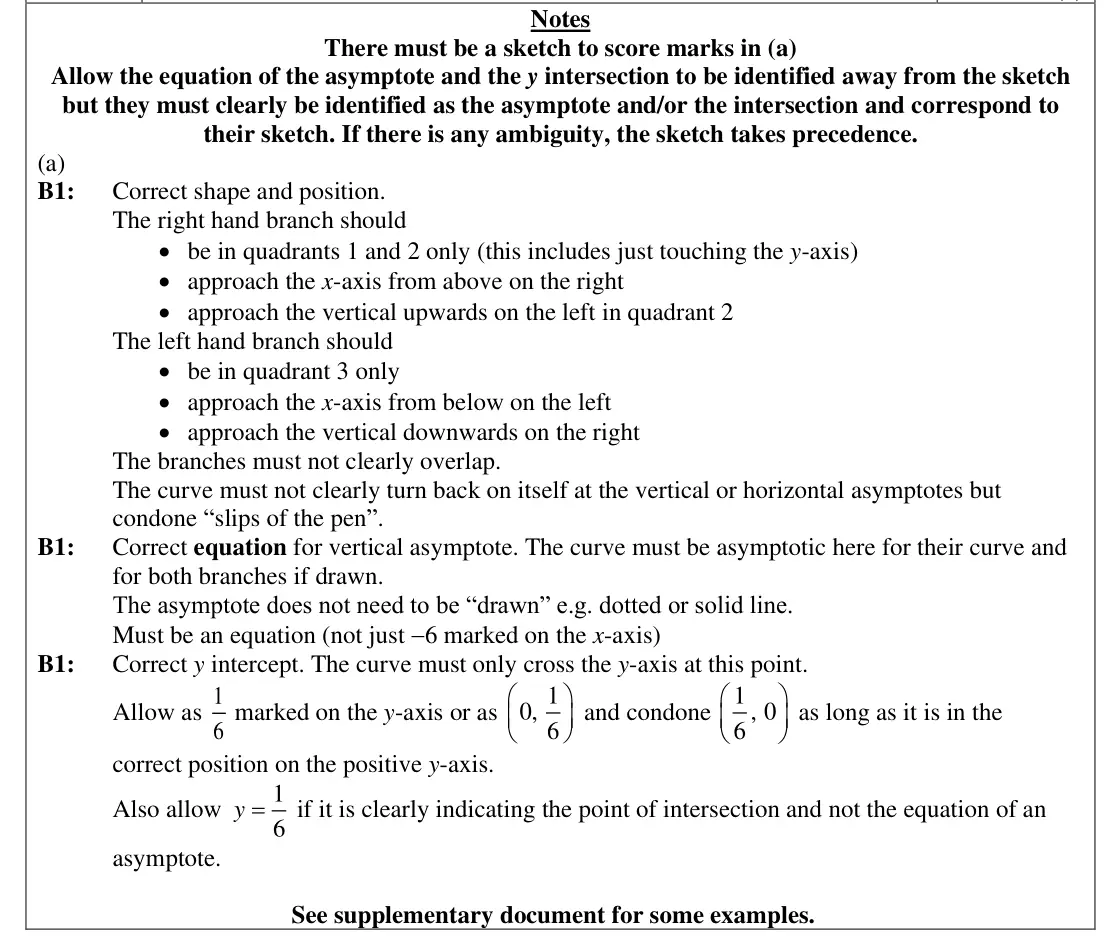 Notes
There must be a sketch to score marks in (a)
Allow the equation of the asymptote and the y intersection to be identified away from the sketch
but they must clearly be identified as the asymptote and/or the intersection and correspond to
their sketch. If there is any ambiguity, the sketch takes precedence.
(a)
B1: Correct shape and position.
The right hand branch should
• be in quadrants 1 and 2 only (this includes just touching the y-axis)
• approach the x-axis from above on the right
• approach the vertical upwards on the left in quadrant 2
The left hand branch should
• be in quadrant 3 only
• approach the x-axis from below on the left
• approach the vertical downwards on the right
The branches must not clearly overlap.
The curve must not clearly turn back on itself at the vertical or horizontal asymptotes but
condone “slips of the pen”.
B1: Correct equation for vertical asymptote. The curve must be asymptotic here for their curve and
for both branches if drawn.
The asymptote does not need to be “drawn” e.g. dotted or solid line.
Must be an equation (not just −6 marked on the x-axis)
B1: Correct y intercept. The curve must only cross the y-axis at this point.
Allow as 1/6 marked on the y-axis or as (0, 1/6) and condone (1/6, 0) as long as it is in the
correct position on the positive y-axis.
Also allow y = 1/6 if it is clearly indicating the point of intersection and not the equation of an
asymptote.
See supplementary document for some examples.